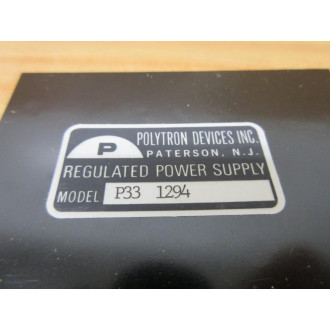 P
POLYTRON DEVICES INC.
PATERSON, N.J.
REGULATED POWER SUPPLY
MODEL P33 1294